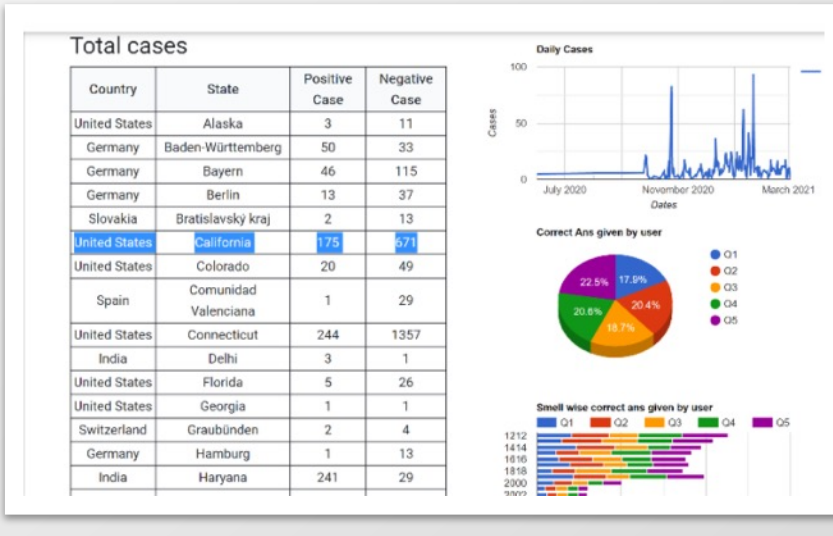 Total cases
Country State Positive Case Negative Case
United States Alaska 3 11
Germany Baden-Württemberg 50 33
Germany Bayern 46 115
Germany Berlin 13 37
Slovakia Bratislavský kraj 2 13
United States California 175 671
United States Colorado 20 49
Spain Comunidad Valenciana 1 29
United States Connecticut 244 1357
India Delhi 3 1
United States Florida 5 26
United States Georgia 1 1
Switzerland Graubünden 2 4
Germany Hamburg 1 13
India Haryana 241 29
Daily Cases
100
50
0
Cases
July 2020 November 2020 March 2021
Dates
Correct Ans given by user
22.5% 17.9%
20.6% 20.4%
18.7%
Q1
Q2
Q3
Q4
Q5
Smell wise correct ans given by user
Q1 Q2 Q3 Q4 Q5
1212
1414
1616
1818
2000